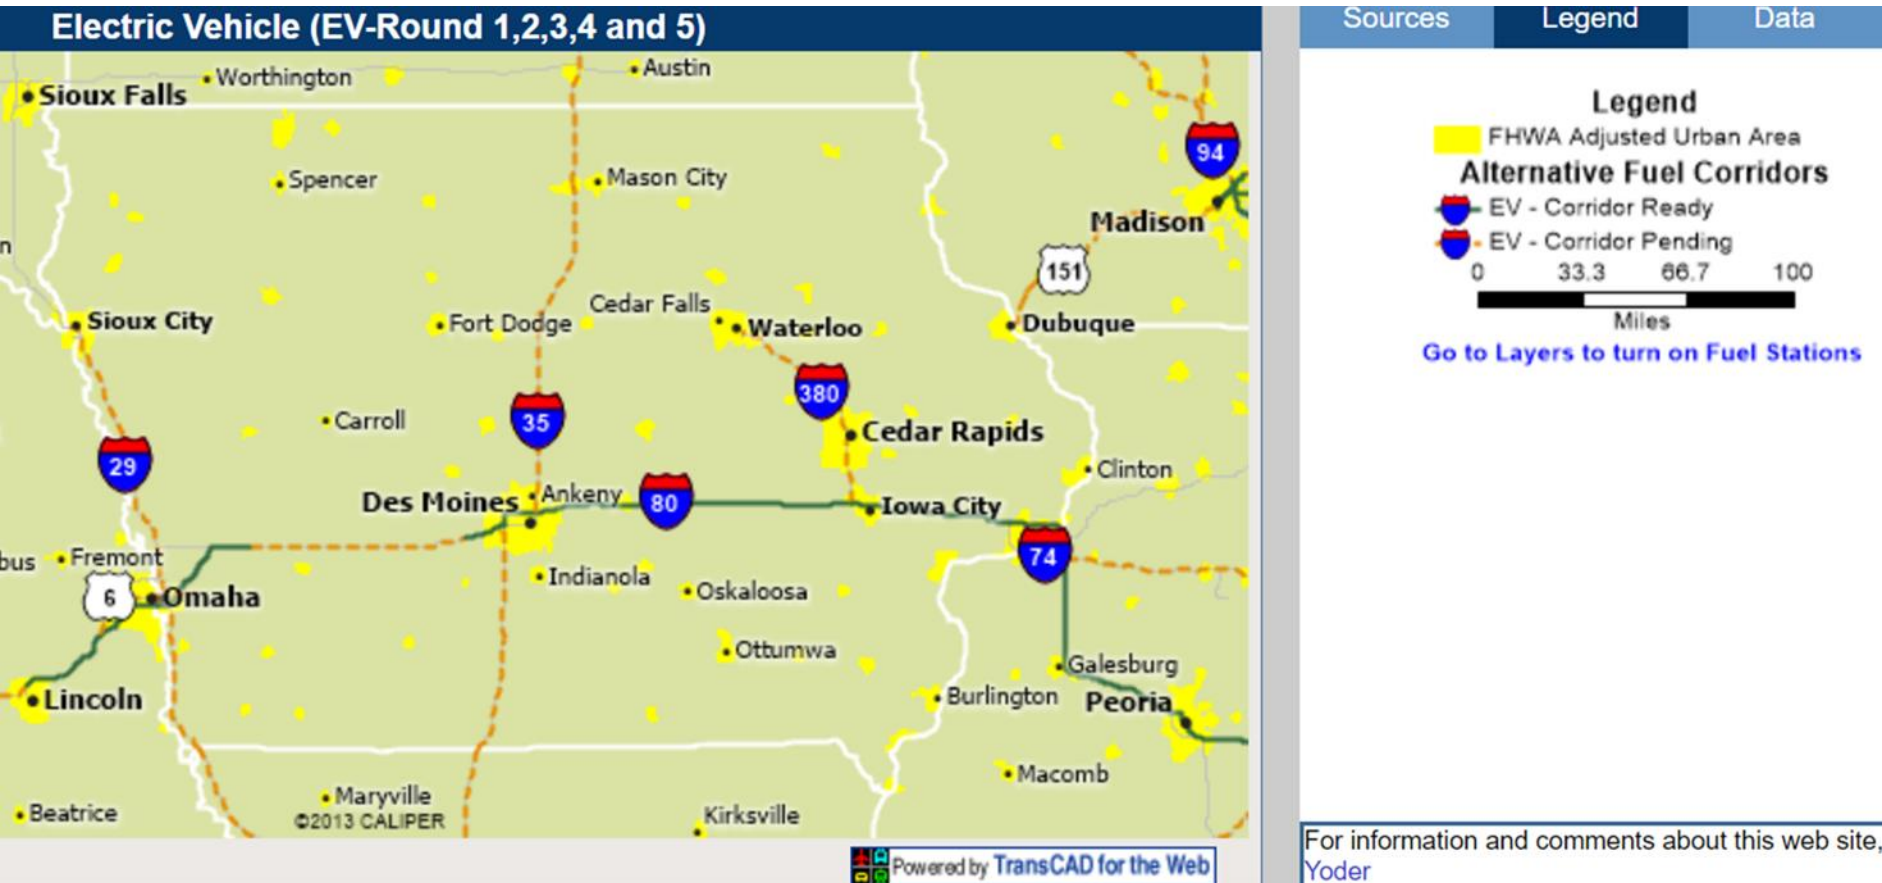 Electric Vehicle (EV-Round 1,2,3,4 and 5)
Sources Legend Data
Worthington
Austin
Sioux Falls
94
Spencer
Mason City
Madison
n
151
Sioux City
Fort Dodge
Cedar Falls
Waterloo
Dubuque
380
35
Carroll
Cedar Rapids
29
Clinton
Des Moines
Ankeny
80
Iowa City
74
bus
Fremont
6
Omaha
Indianola
Oskaloosa
Ottumwa
Galesburg
Lincoln
Burlington
Peoria
Macomb
Maryville
©2013 CALIPER
Beatrice
Kirksville
Powered by TransCAD for the Web
Legend
FHWA Adjusted Urban Area
Alternative Fuel Corridors
EV - Corridor Ready
EV - Corridor Pending
0 33.3 66.7 100
Miles
Go to Layers to turn on Fuel Stations
For information and comments about this web site,
Yoder